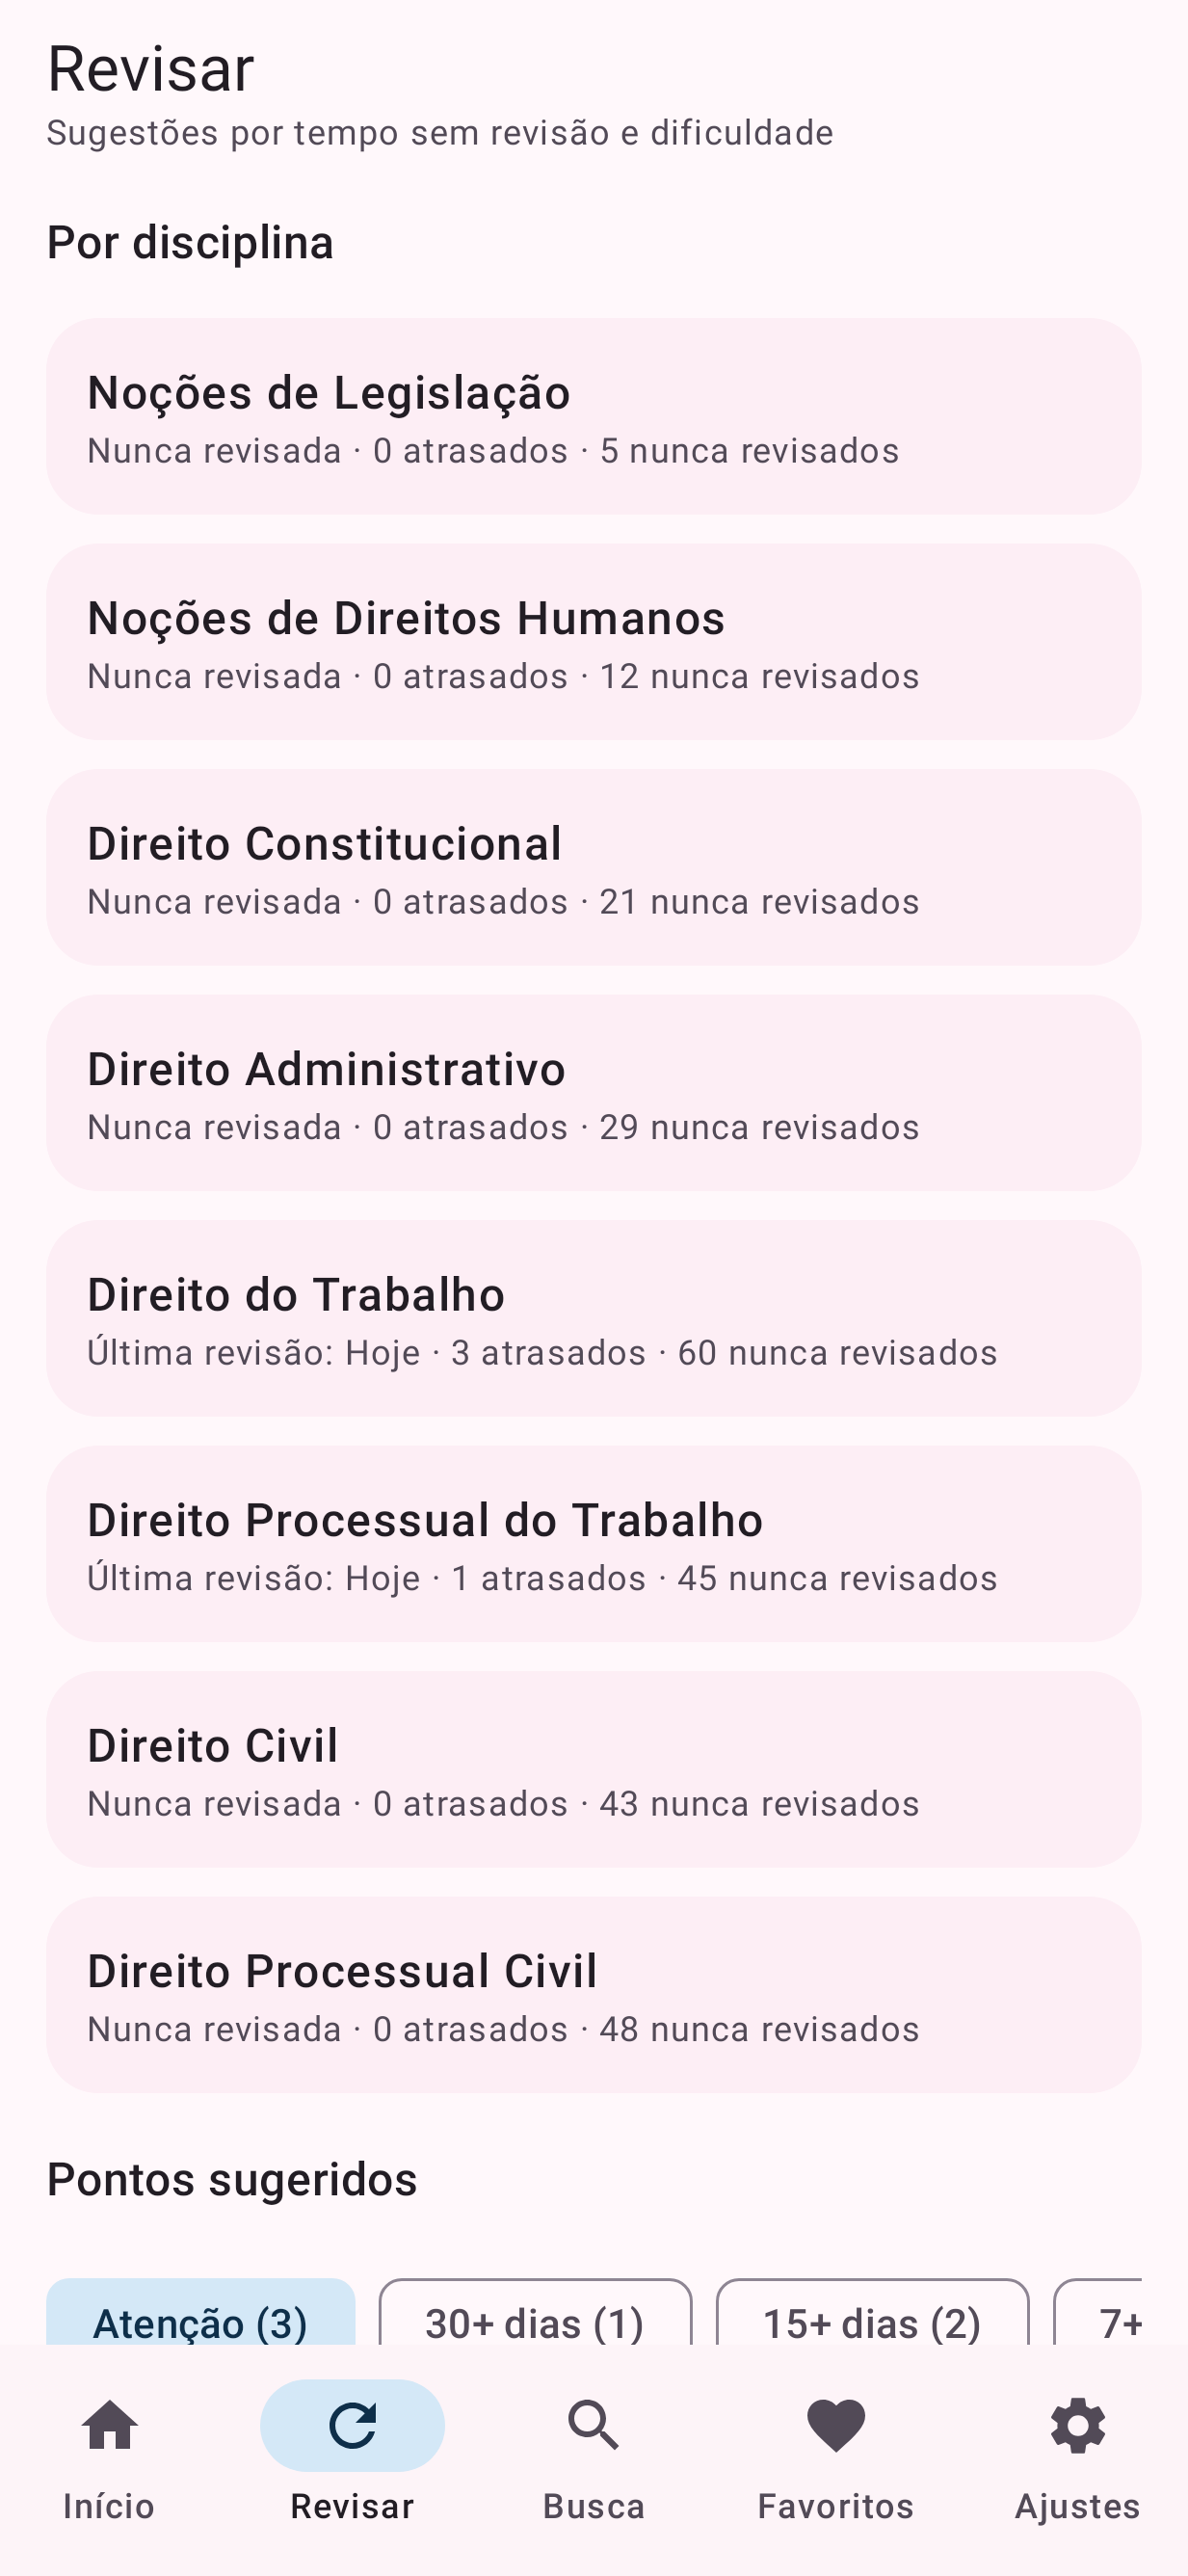 Revisar
Sugestões por tempo sem revisão e dificuldade
Por disciplina
Noções de Legislação
Nunca revisada · 0 atrasados · 5 nunca revisados
Noções de Direitos Humanos
Nunca revisada · 0 atrasados · 12 nunca revisados
Direito Constitucional
Nunca revisada · 0 atrasados · 21 nunca revisados
Direito Administrativo
Nunca revisada · 0 atrasados · 29 nunca revisados
Direito do Trabalho
Última revisão: Hoje · 3 atrasados · 60 nunca revisados
Direito Processual do Trabalho
Última revisão: Hoje · 1 atrasados · 45 nunca revisados
Direito Civil
Nunca revisada · 0 atrasados · 43 nunca revisados
Direito Processual Civil
Nunca revisada · 0 atrasados · 48 nunca revisados
Pontos sugeridos
Atenção (3) 30+ dias (1) 15+ dias (2) 7+
Início Revisar Busca Favoritos Ajustes